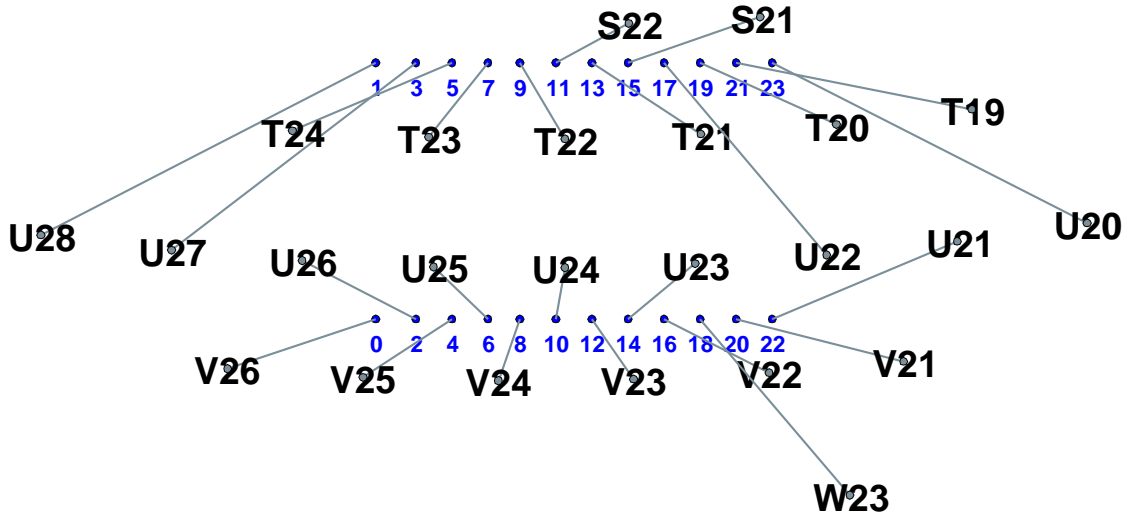 S22 S21
1 3 5 7 9 11 13 15 17 19 21 23
T24 T23 T22 T21 T20 T19
U28 U27 U26 U25 U24 U23 U22 U21 U20
0 2 4 6 8 10 12 14 16 18 20 22
V26 V25 V24 V23 V22 V21
W23